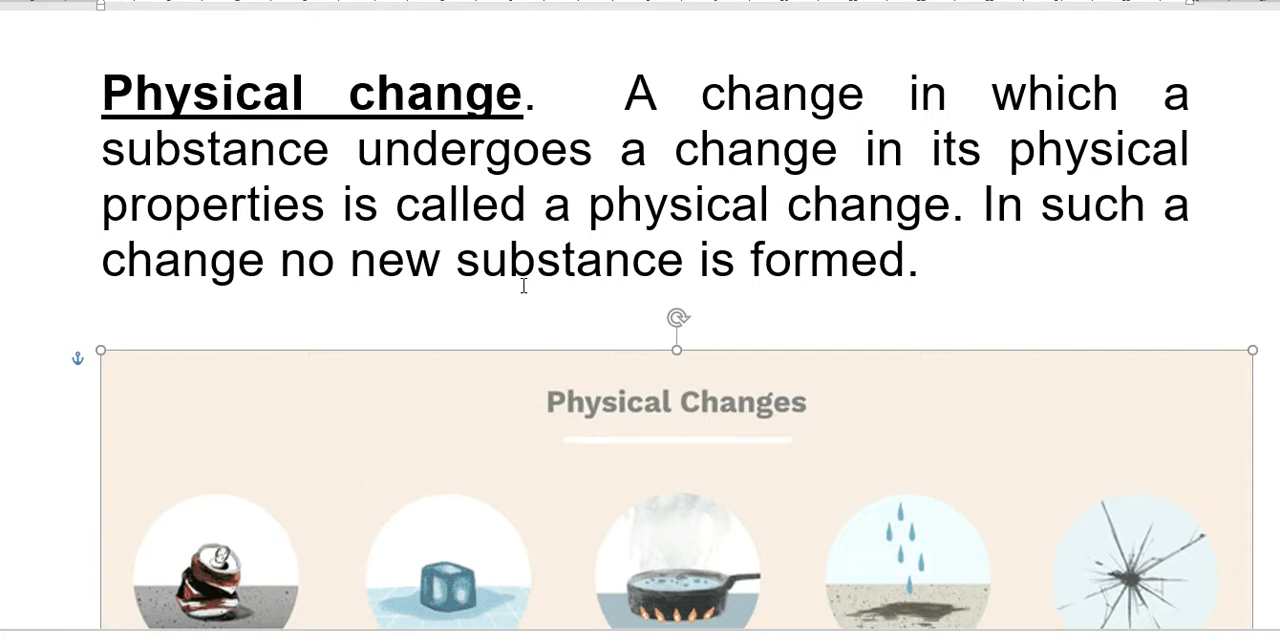 Physical change. A change in which a
substance undergoes a change in its physical
properties is called a physical change. In such a
change no new substance is formed.
Physical Changes